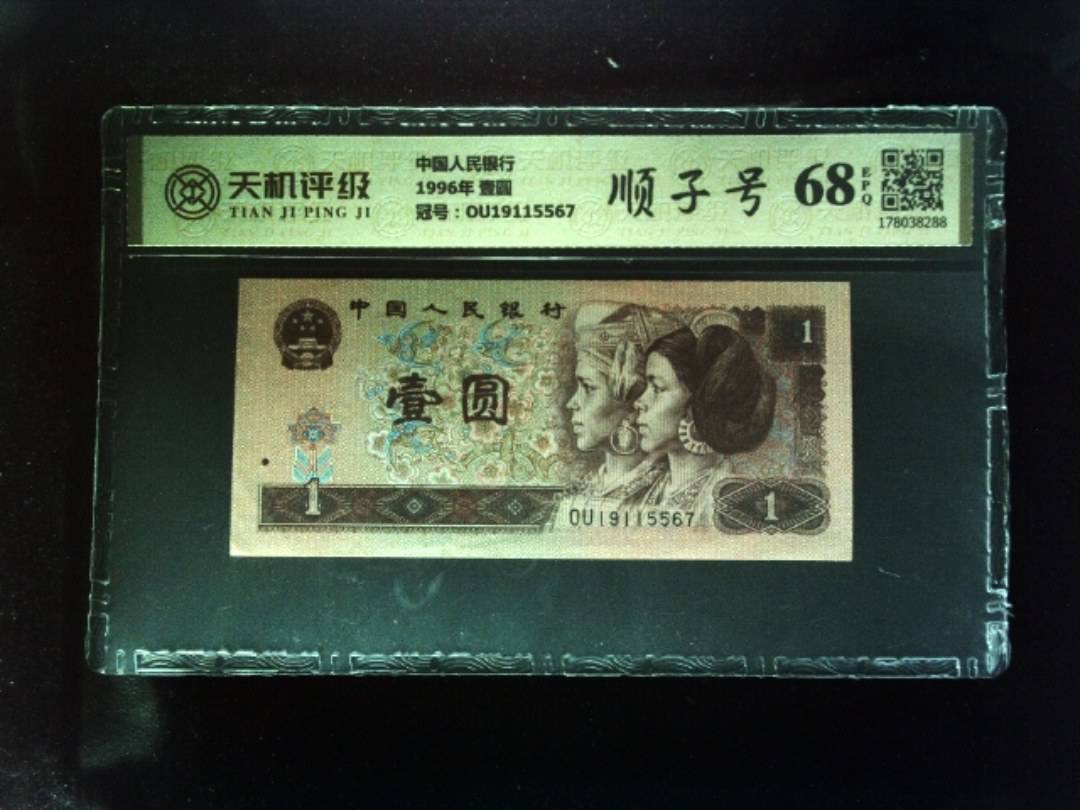 天机评级
TIAN JI PING JI
中国人民银行
1996年 壹圆
冠号：OU19115567
顺子号
68
EPQ
178038288
中国人民银行
壹圆
1
1
OU19115567
1